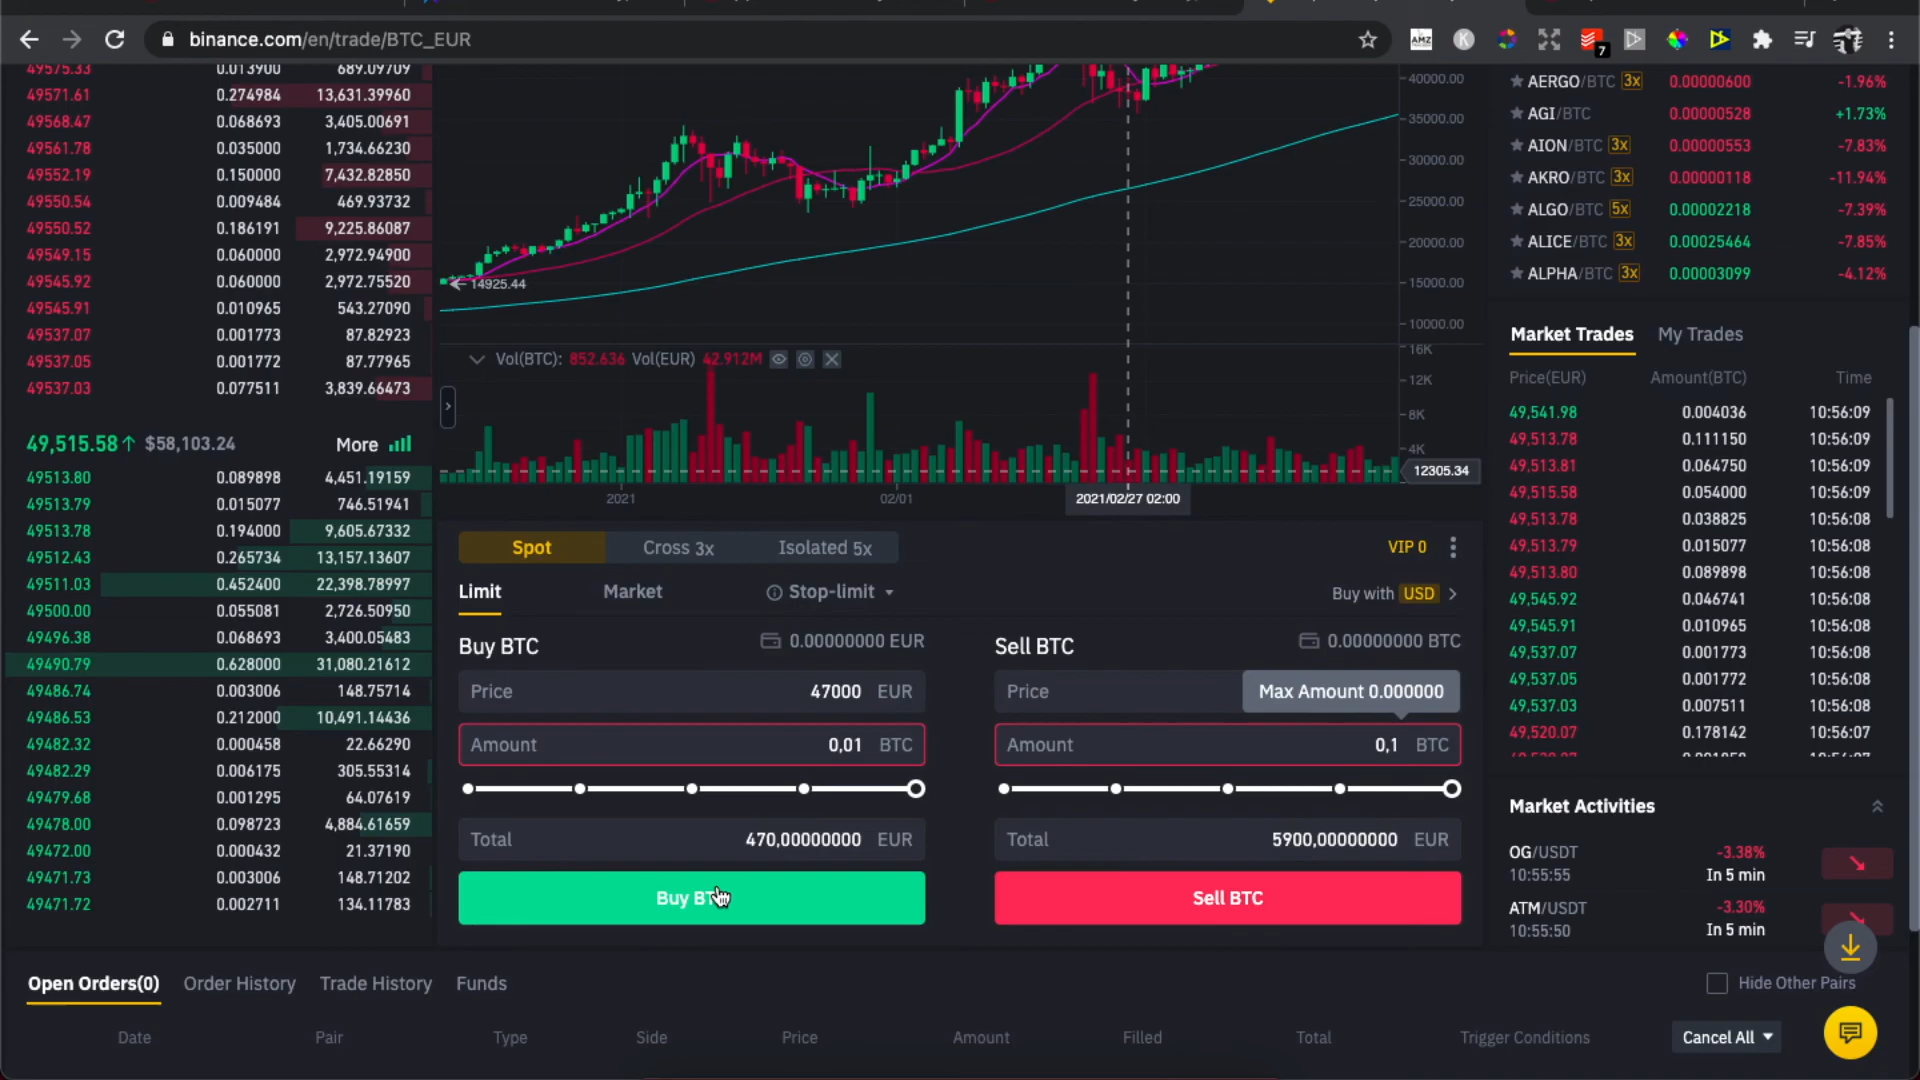 binance.com/en/trade/BTC_EUR
AMZ
K
7
49575.33 0.013900 689.09709
49571.61 0.274984 13,631.39960
49568.47 0.068693 3,405.00691
49561.78 0.035000 1,734.66230
49552.19 0.150000 7,432.82850
49550.54 0.009484 469.93732
49550.52 0.186191 9,225.86087
49549.15 0.060000 2,972.94900
49545.92 0.060000 2,972.75520
49545.91 0.010965 543.27090
49537.07 0.001773 87.82923
49537.05 0.001772 87.77965
49537.03 0.077511 3,839.66473
49,515.58↑ $58,103.24 More
49513.80 0.089898 4,451.19159
49513.79 0.015077 746.51941
49513.78 0.194000 9,605.67332
49512.43 0.265734 13,157.13607
49511.03 0.452400 22,398.78997
49500.00 0.055081 2,726.50950
49496.38 0.068693 3,400.05483
49490.79 0.628000 31,080.21612
49486.74 0.003006 148.75714
49486.53 0.212000 10,491.14436
49482.32 0.000458 22.66290
49482.29 0.006175 305.55314
49479.68 0.001295 64.07619
49478.00 0.098723 4,884.61659
49472.00 0.000432 21.37190
49471.73 0.003006 148.71202
49471.72 0.002711 134.11783
40000.00
35000.00
30000.00
25000.00
20000.00
15000.00
10000.00
14925.44
Vol(BTC): 852.636 Vol(EUR) 42.912M
16K
12K
8K
4K
12305.34
2021 02/01 2021/02/27 02:00
Spot Cross 3x Isolated 5x VIP 0
Limit Market Stop-limit Buy with USD
Buy BTC 0.00000000 EUR
Price 47000 EUR
Amount 0,01 BTC
Total 470,00000000 EUR
Buy
Sell BTC 0.00000000 BTC
Price Max Amount 0.000000
Amount 0,1 BTC
Total 5900,00000000 EUR
Sell BTC
AERGO/BTC 3x 0.00000600 -1.96%
AGI/BTC 0.00000528 +1.73%
AION/BTC 3x 0.00000553 -7.83%
AKRO/BTC 3x 0.00000118 -11.94%
ALGO/BTC 5x 0.00002218 -7.39%
ALICE/BTC 3x 0.00025464 -7.85%
ALPHA/BTC 3x 0.00003099 -4.12%
Market Trades My Trades
Price(EUR) Amount(BTC) Time
49,541.98 0.004036 10:56:09
49,513.78 0.111150 10:56:09
49,513.81 0.064750 10:56:09
49,515.58 0.054000 10:56:09
49,513.78 0.038825 10:56:08
49,513.79 0.015077 10:56:08
49,513.80 0.089898 10:56:08
49,545.92 0.046741 10:56:08
49,545.91 0.010965 10:56:08
49,537.07 0.001773 10:56:08
49,537.05 0.001772 10:56:08
49,537.03 0.007511 10:56:08
49,520.07 0.178142 10:56:07
Market Activities
OG/USDT -3.38%
10:55:55 In 5 min
ATM/USDT -3.30%
10:55:50 In 5 min
Open Orders(0) Order History Trade History Funds Hide Other Pairs
Date Pair Type Side Price Amount Filled Total Trigger Conditions Cancel All